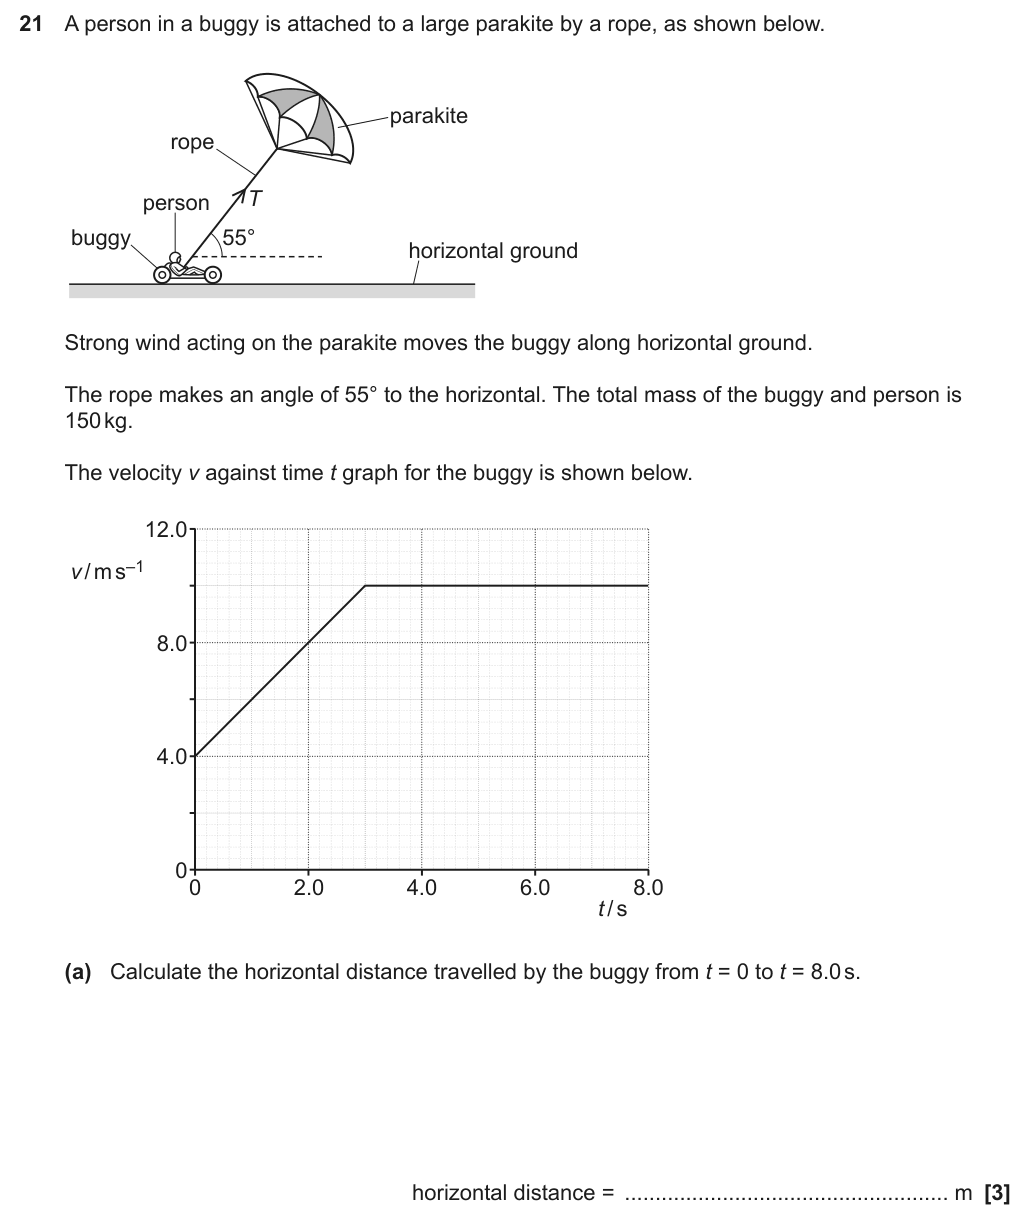 21 A person in a buggy is attached to a large parakite by a rope, as shown below.
parakite
rope
T
person
55°
buggy
horizontal ground
Strong wind acting on the parakite moves the buggy along horizontal ground.
The rope makes an angle of 55° to the horizontal. The total mass of the buggy and person is
150 kg.
The velocity v against time t graph for the buggy is shown below.
12.0
v / m s⁻¹
8.0
4.0
0
0 2.0 4.0 6.0 8.0
t / s
(a) Calculate the horizontal distance travelled by the buggy from t = 0 to t = 8.0 s.
horizontal distance = ..................................................... m [3]